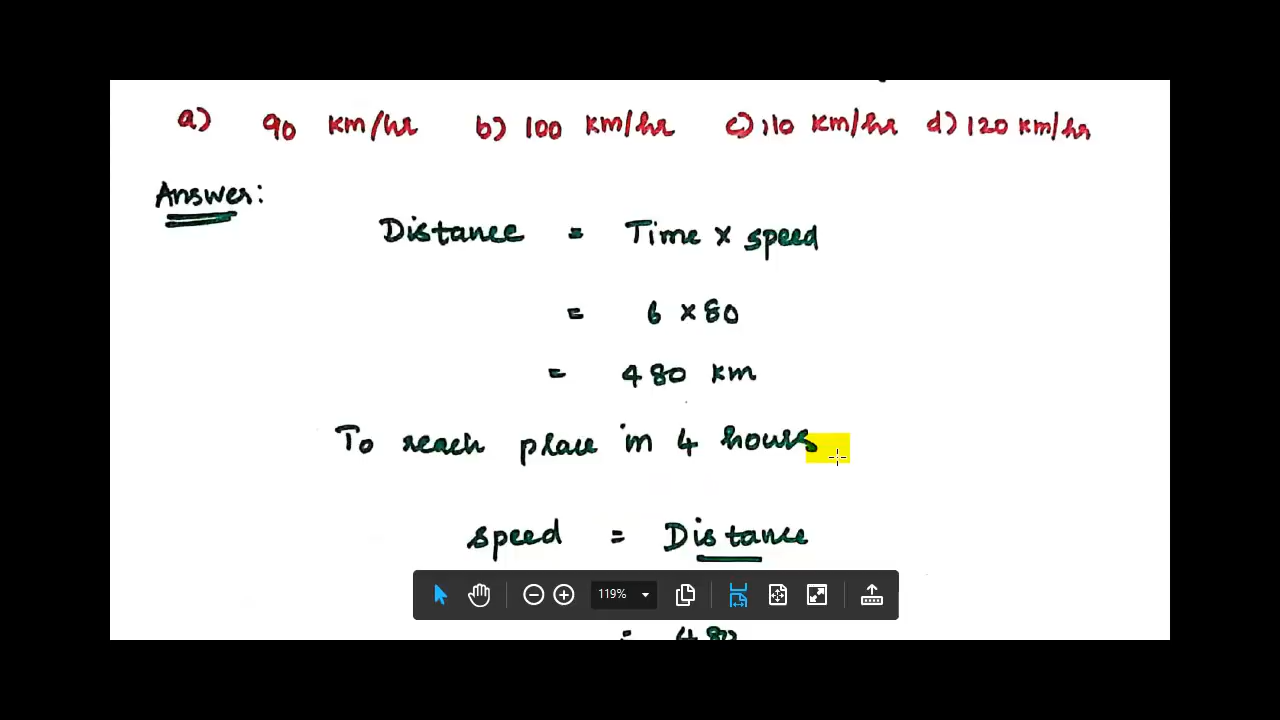 a) 90 km/hr b) 100 km/hr c) 110 km/hr d) 120 km/hr
Answer:
Distance = Time x speed
= 6 x 80
= 480 km
To reach place in 4 hours
speed = Distance
119%
= 480